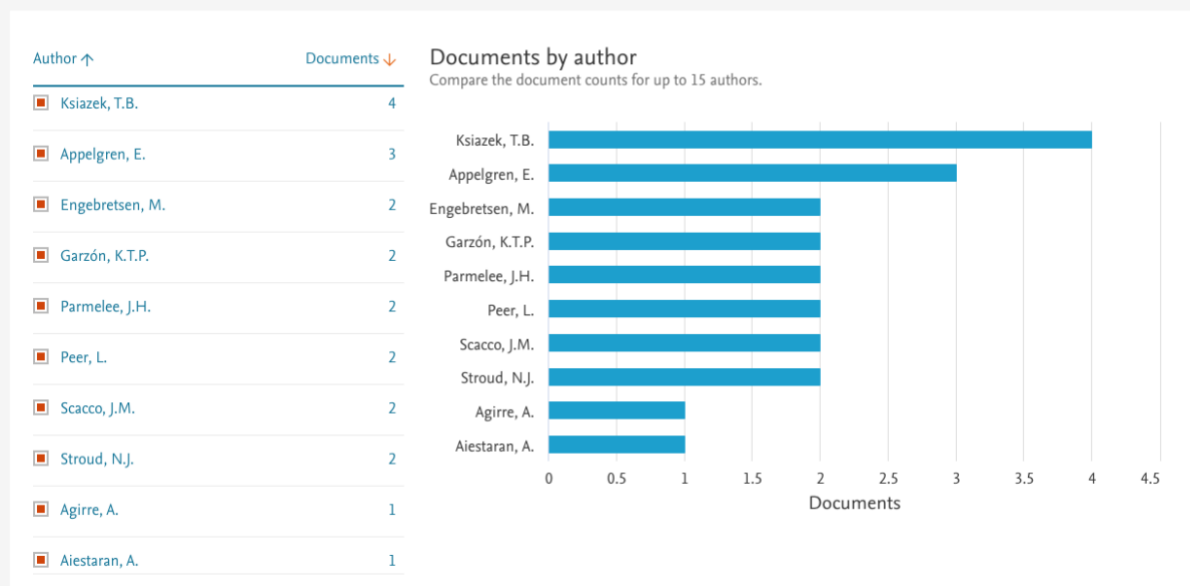 Author ↑ Documents ↓
Ksiazek, T.B. 4
Appelgren, E. 3
Engebretsen, M. 2
Garzón, K.T.P. 2
Parmelee, J.H. 2
Peer, L. 2
Scacco, J.M. 2
Stroud, N.J. 2
Agirre, A. 1
Aiestaran, A. 1
Documents by author
Compare the document counts for up to 15 authors.
Ksiazek, T.B.
Appelgren, E.
Engebretsen, M.
Garzón, K.T.P.
Parmelee, J.H.
Peer, L.
Scacco, J.M.
Stroud, N.J.
Agirre, A.
Aiestaran, A.
0 0.5 1 1.5 2 2.5 3 3.5 4 4.5
Documents